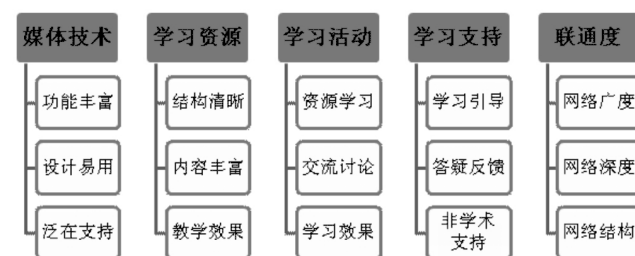 媒体技术
功能丰富
设计易用
泛在支持
学习资源
结构清晰
内容丰富
教学效果
学习活动
资源学习
交流讨论
学习效果
学习支持
学习引导
答疑反馈
非学术
支持
联通度
网络广度
网络深度
网络结构